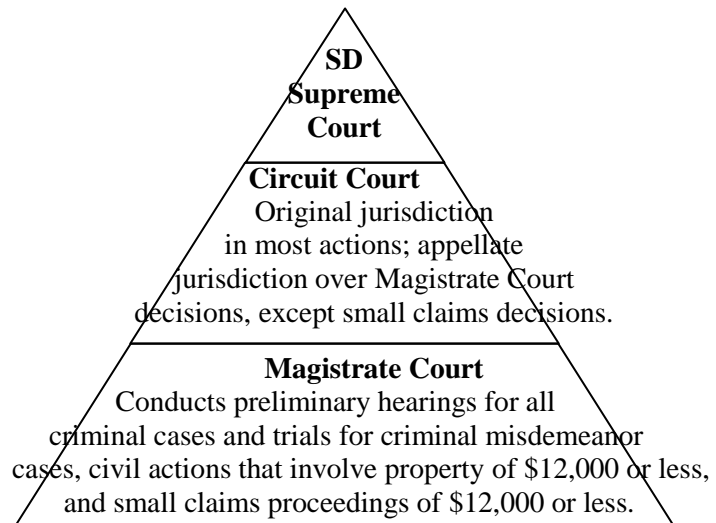 SD
Supreme
Court
Circuit Court
Original jurisdiction
in most actions; appellate
jurisdiction over Magistrate Court
decisions, except small claims decisions.
Magistrate Court
Conducts preliminary hearings for all
criminal cases and trials for criminal misdemeanor
cases, civil actions that involve property of $12,000 or less,
and small claims proceedings of $12,000 or less.